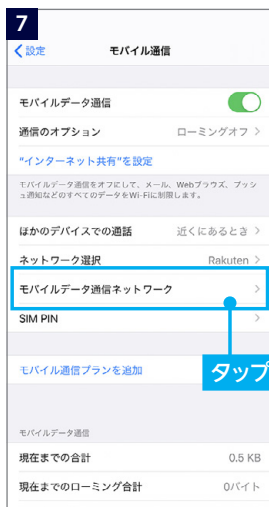 7
設定 モバイル通信
モバイルデータ通信
通信のオプション ローミングオフ
"インターネット共有"を設定
モバイルデータ通信をオフにして、メール、Webブラウズ、プッシ
ュ通知などのすべてのデータをWi-Fiに制限します。
ほかのデバイスでの通話 近くにあるとき
ネットワーク選択 Rakuten
モバイルデータ通信ネットワーク
SIM PIN
タップ
モバイル通信プランを追加
モバイルデータ通信
現在までの合計 0.5 KB
現在までのローミング合計 0バイト